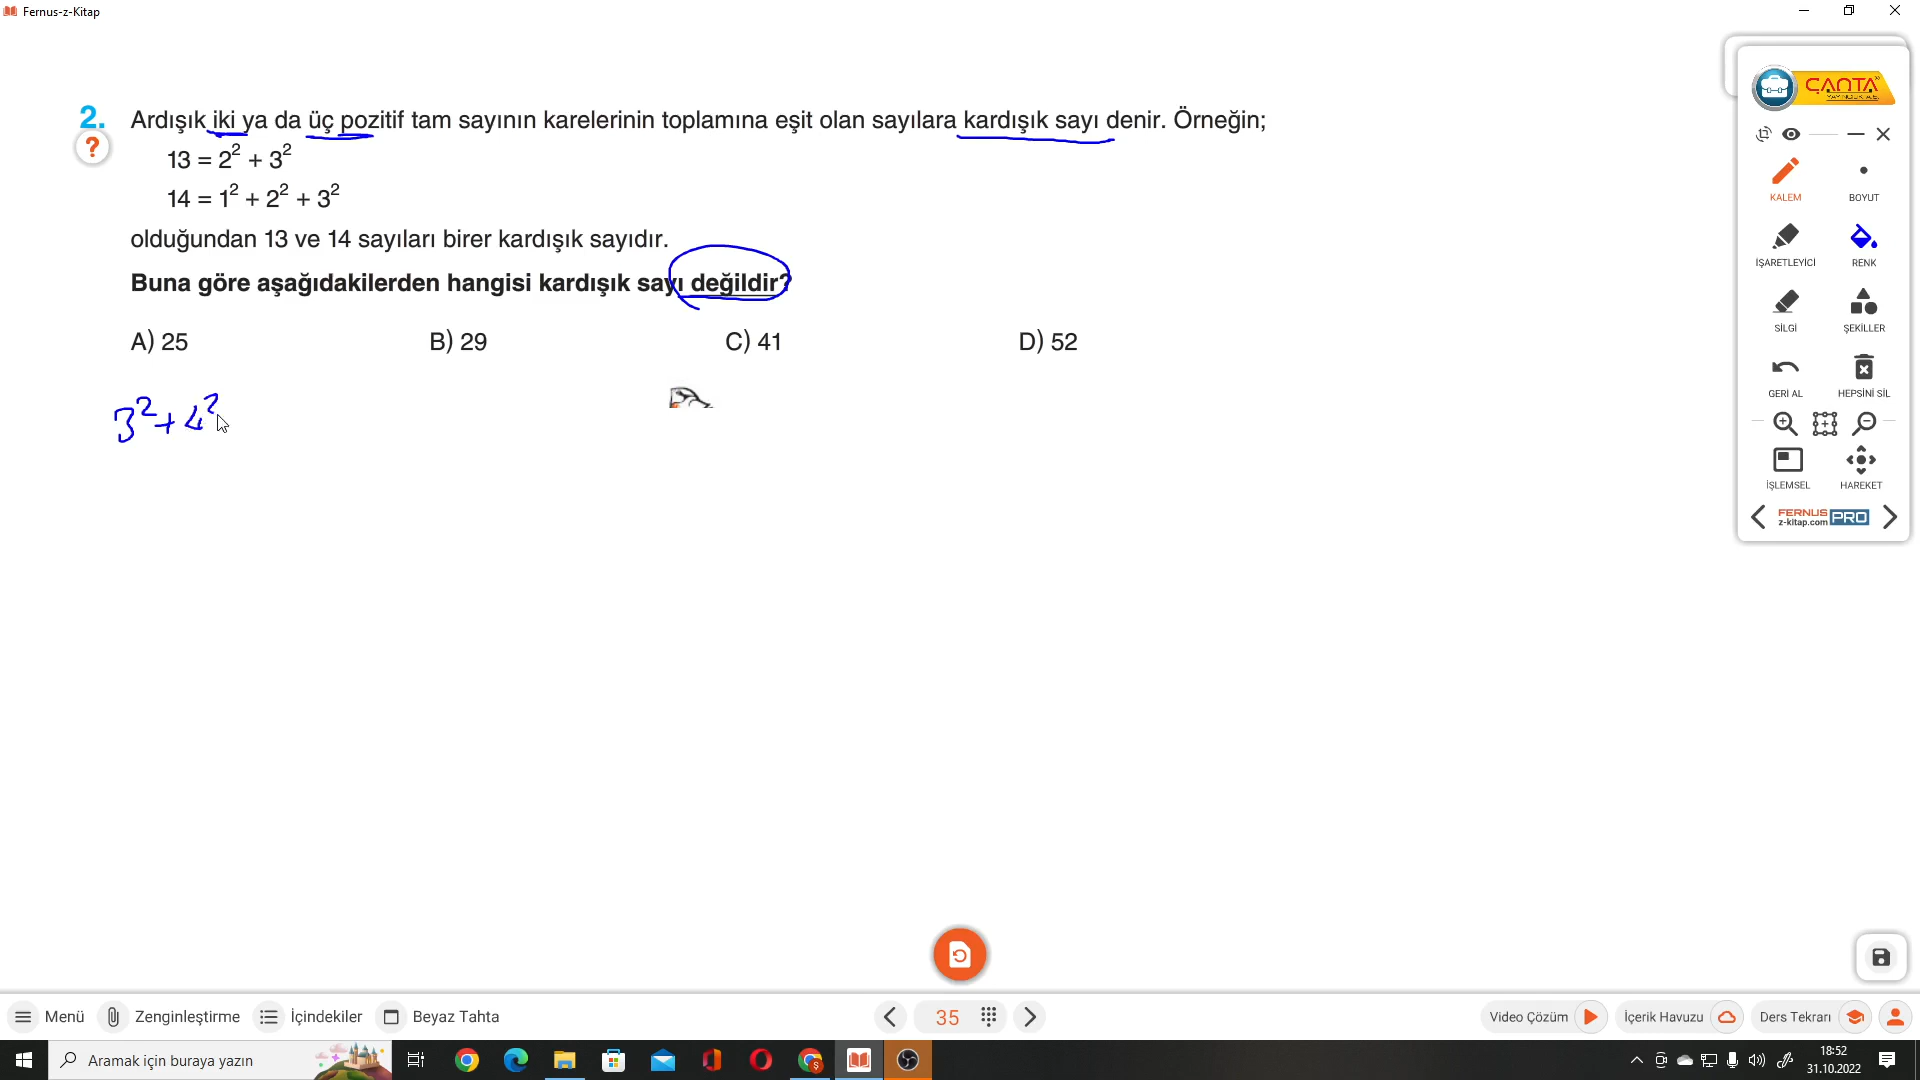 Fernus-z-Kitap
2. Ardışık iki ya da üç pozitif tam sayının karelerinin toplamına eşit olan sayılara kardışık sayı denir. Örneğin;
?
13 = 2² + 3²
14 = 1² + 2² + 3²
olduğundan 13 ve 14 sayıları birer kardışık sayıdır.
Buna göre aşağıdakilerden hangisi kardışık sayı değildir?
A) 25 B) 29 C) 41 D) 52
3² + 4²
ÇANTA
KALEM BOYUT
İŞARETLEYİCİ RENK
SİLGİ ŞEKİLLER
GERİ AL HEPSİNİ SİL
İŞLEMSEL HAREKET
FERNUS
z-kitap.com PRO
Menü Zenginleştirme İçindekiler Beyaz Tahta 35 Video Çözüm İçerik Havuzu Ders Tekrarı
Aramak için buraya yazın
18:52
31.10.2022